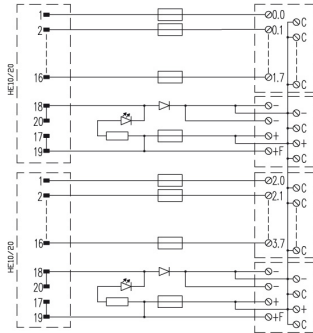 1 0.0
C
2 0.1
C
16 1.7
C
HE10/20
18 -
-
20 -
C
17 +
+
19 +F
C
1 2.0
C
2 2.1
C
16 3.7
C
HE10/20
18 -
-
20 -
C
17 +
+
19 +F
C